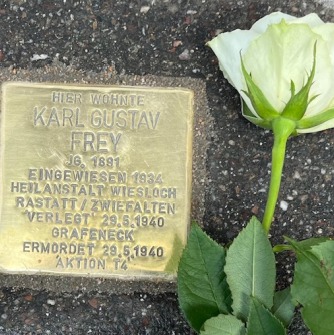 HIER WOHNTE
KARL GUSTAV
FREY
JG. 1891
EINGEWIESEN 1934
HEILANSTALT WIESLOCH
RASTATT / ZWIEFALTEN
'VERLEGT' 29.5.1940
GRAFENECK
ERMORDET 29.5.1940
'AKTION T4'